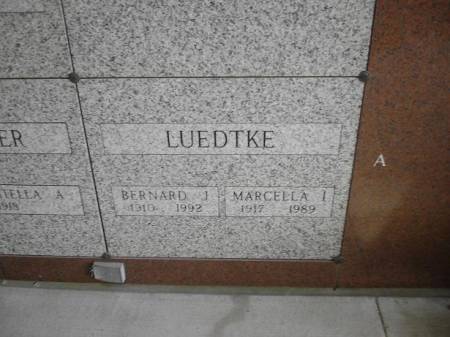 ER
LUEDTKE
A
BERNARD J
1910 1992
MARCELLA I
1917 1989
A